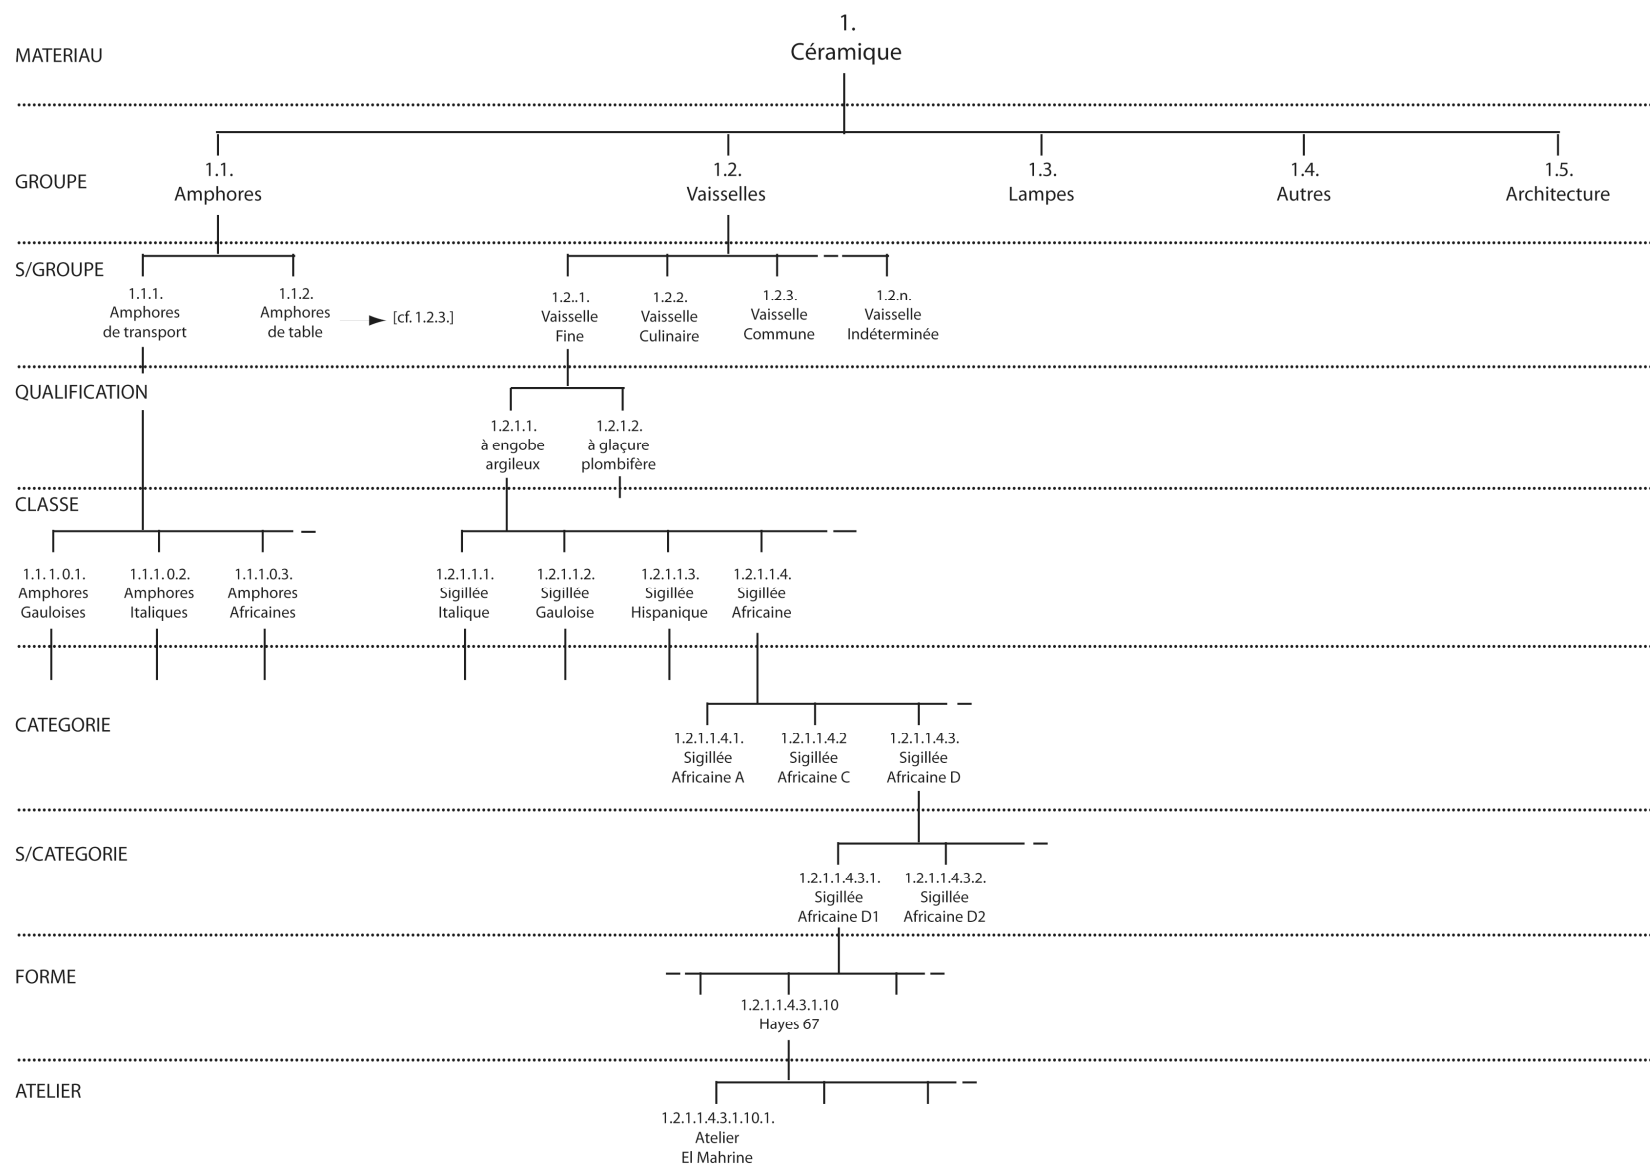 1.
Céramique
MATERIAU
GROUPE
1.1.
Amphores
1.2.
Vaisselles
1.3.
Lampes
1.4.
Autres
1.5.
Architecture
S/GROUPE
1.1.1.
Amphores
de transport
1.1.2.
Amphores
de table
[cf. 1.2.3.]
1.2..1.
Vaisselle
Fine
1.2.2.
Vaisselle
Culinaire
1.2.3.
Vaisselle
Commune
1.2.n.
Vaisselle
Indéterminée
QUALIFICATION
1.2.1.1.
à engobe
argileux
1.2.1.2.
à glaçure
plombifère
CLASSE
1.1. 1.0.1.
Amphores
Gauloises
1.1.1.0.2.
Amphores
Italiques
1.1.1.0.3.
Amphores
Africaines
1.2.1.1.1.
Sigillée
Italique
1.2.1.1.2.
Sigillée
Gauloise
1.2.1.1.3.
Sigillée
Hispanique
1.2.1.1.4.
Sigillée
Africaine
CATEGORIE
1.2.1.1.4.1.
Sigillée
Africaine A
1.2.1.1.4.2
Sigillée
Africaine C
1.2.1.1.4.3.
Sigillée
Africaine D
S/CATEGORIE
1.2.1.1.4.3.1.
Sigillée
Africaine D1
1.2.1.1.4.3.2.
Sigillée
Africaine D2
FORME
1.2.1.1.4.3.1.10
Hayes 67
ATELIER
1.2.1.1.4.3.1.10.1.
Atelier
El Mahrine